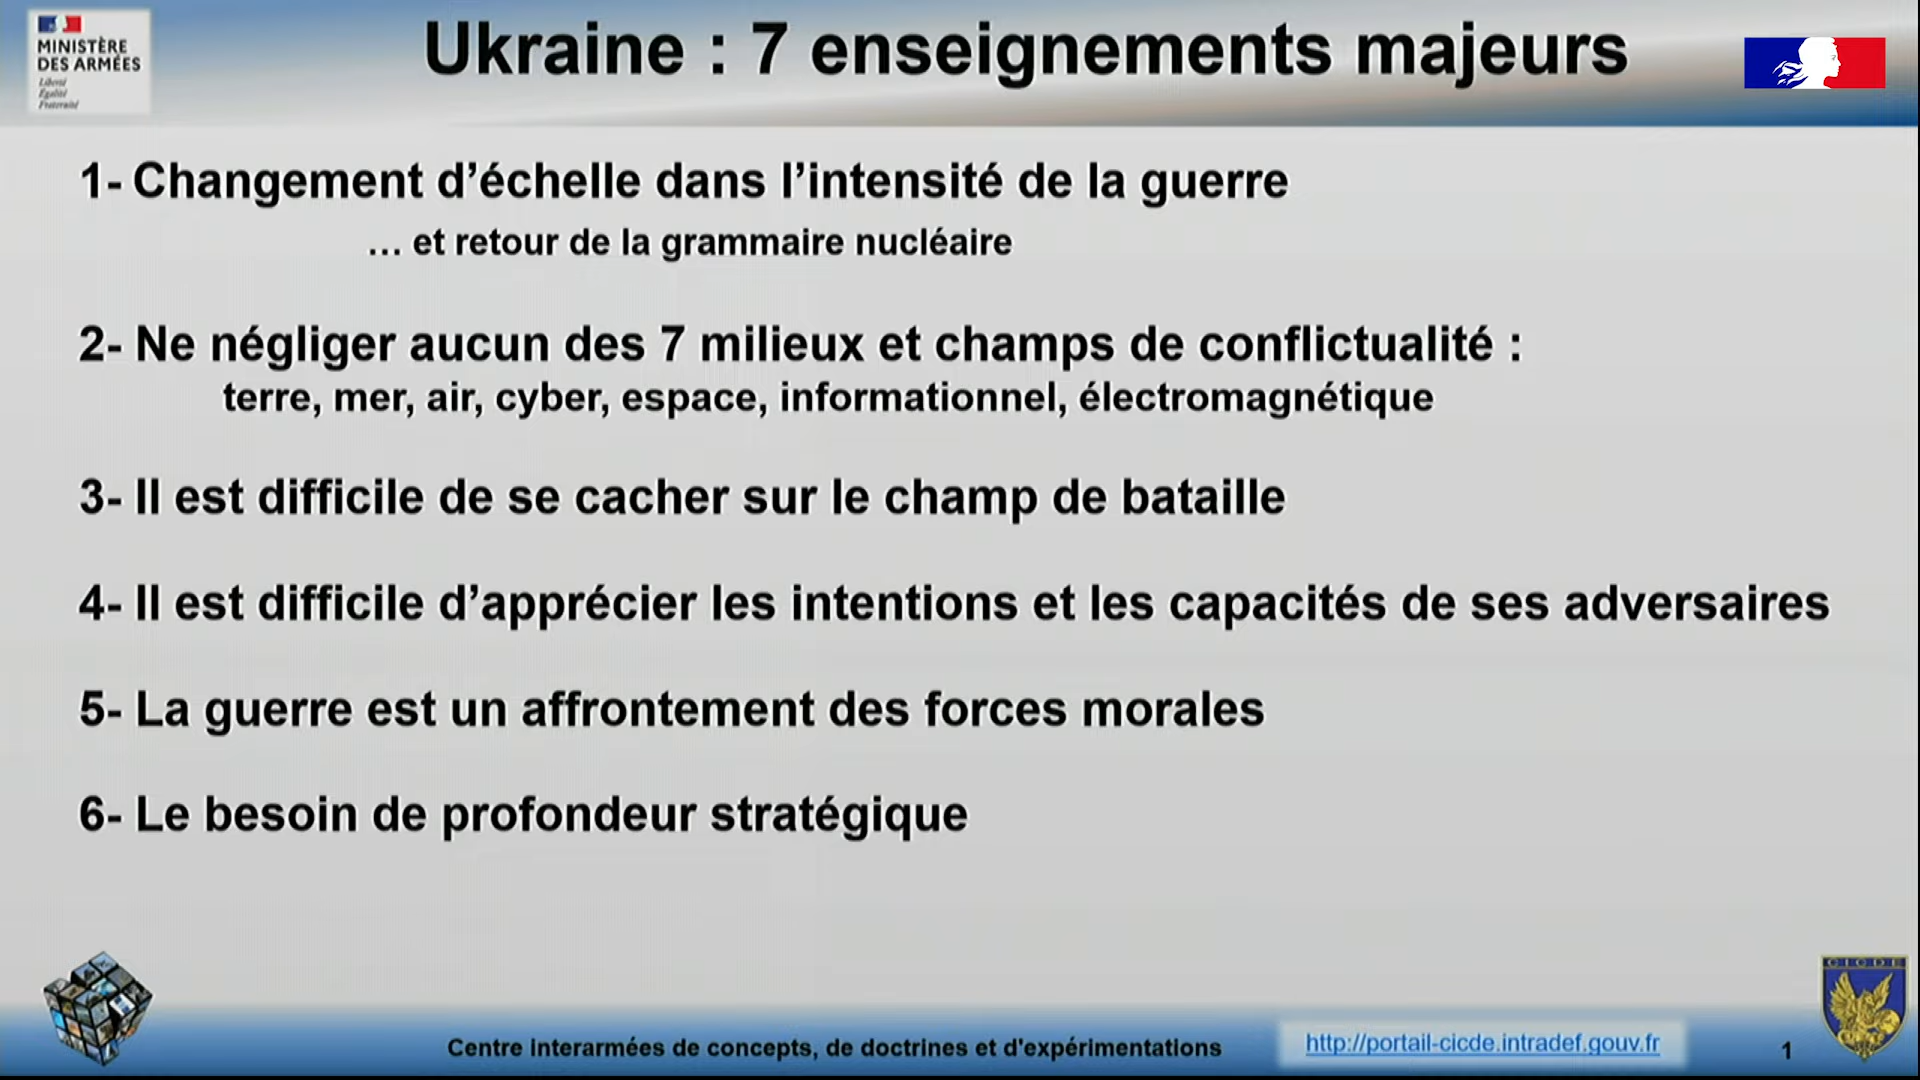 MINISTÈRE
DES ARMÉES
Liberté
Égalité
Fraternité
Ukraine : 7 enseignements majeurs
1- Changement d’échelle dans l’intensité de la guerre
… et retour de la grammaire nucléaire
2- Ne négliger aucun des 7 milieux et champs de conflictualité :
terre, mer, air, cyber, espace, informationnel, électromagnétique
3- Il est difficile de se cacher sur le champ de bataille
4- Il est difficile d’apprécier les intentions et les capacités de ses adversaires
5- La guerre est un affrontement des forces morales
6- Le besoin de profondeur stratégique
CICDE
Centre interarmées de concepts, de doctrines et d'expérimentations
http://portail-cicde.intradef.gouv.fr
1